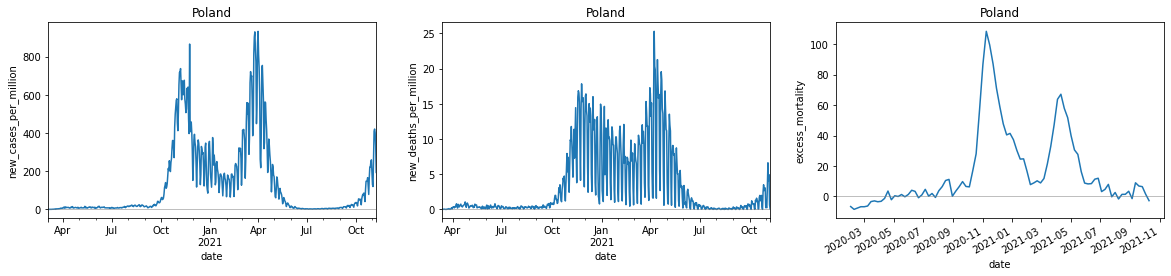 Poland
new_cases_per_million
800
600
400
200
0
Apr
Jul
Oct
Jan
2021
Apr
Jul
Oct
date
Poland
new_deaths_per_million
25
20
15
10
5
0
Apr
Jul
Oct
Jan
2021
Apr
Jul
Oct
date
Poland
excess_mortality
100
80
60
40
20
0
2020-03
2020-05
2020-07
2020-09
2020-11
2021-01
2021-03
2021-05
2021-07
2021-09
2021-11
date